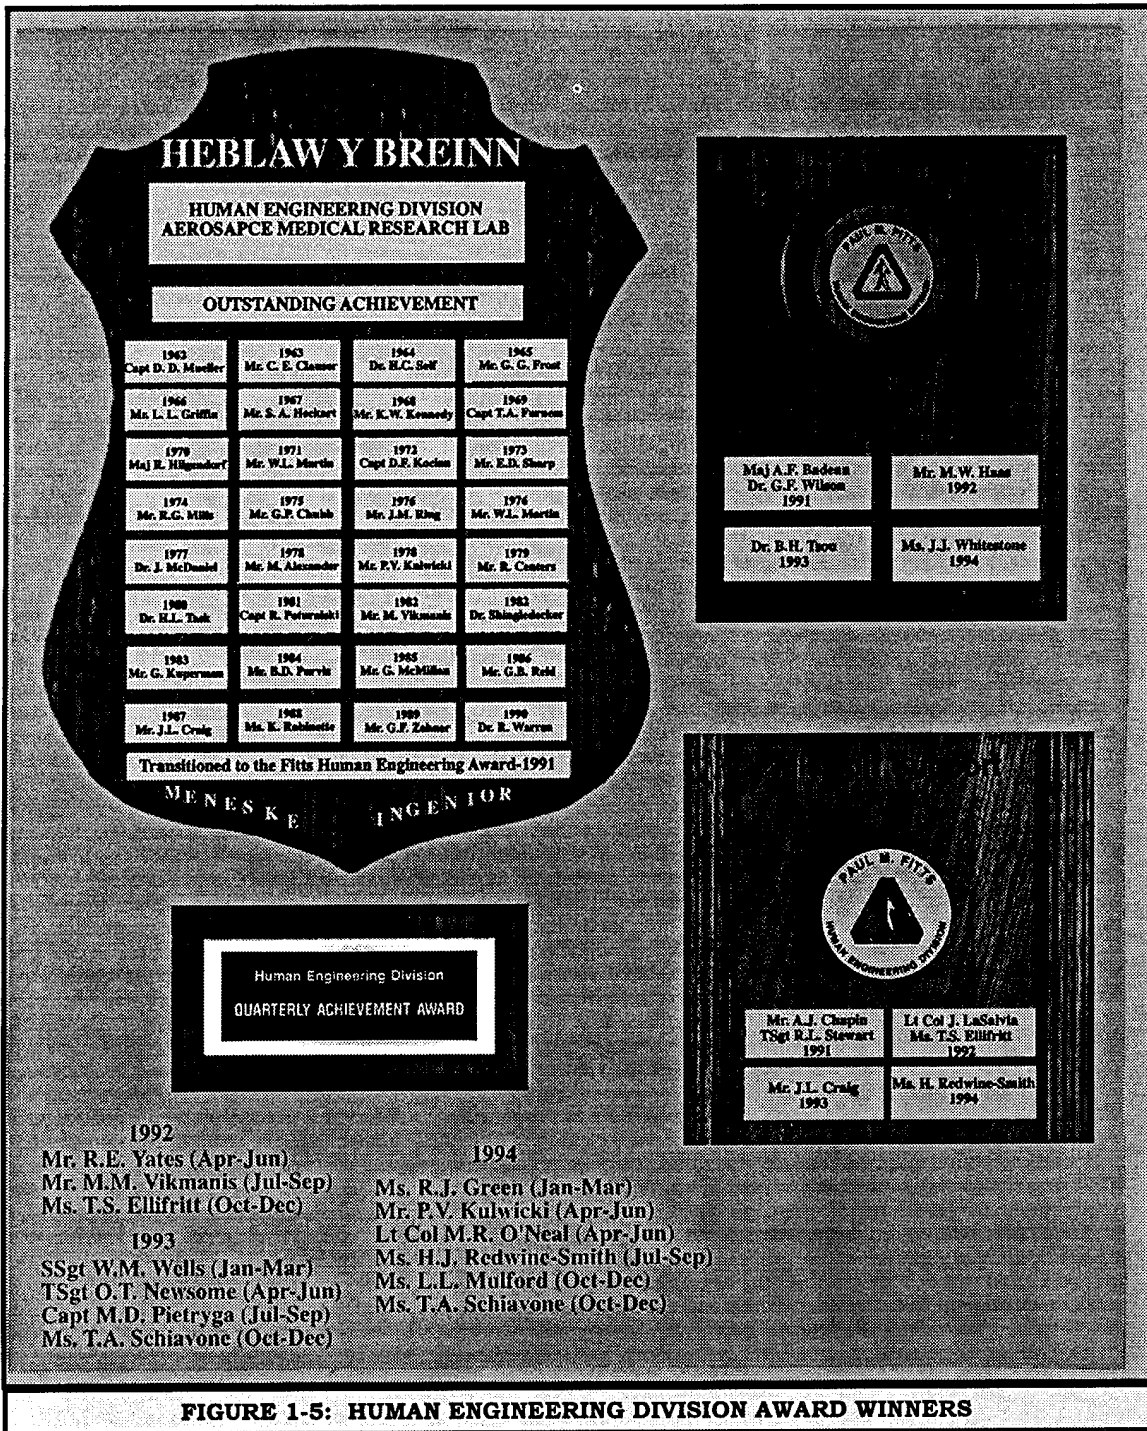 HEBLAW Y BREINN
HUMAN ENGINEERING DIVISION
AEROSAPCE MEDICAL RESEARCH LAB
OUTSTANDING ACHIEVEMENT
1962
Capt D. D. Mueller
1963
Mr. C. E. Clauser
1964
Dr. H.C. Self
1965
Mr. G. G. Frost
1966
Mr. L. L. Griffin
1967
Mr. S. A. Heckart
1968
Mr. K.W. Kennedy
1969
Capt T.A. Furness
1970
Maj R. Hilgendorf
1971
Mr. W.L. Martin
1972
Capt D.F. Kocian
1973
Mr. E.D. Sharp
1974
Mr. R.G. Mills
1975
Mr. G.P. Chubb
1976
Mr. J.M. Ring
1976
Mr. W.L. Martin
1977
Dr. J. McDaniel
1978
Mr. M. Alexander
1978
Mr. P.V. Kulwicki
1979
Mr. R. Centers
1980
Dr. H.L. Task
1981
Capt R.
1982
Mr. M. Vikmanis
1982
Dr. Shingledecker
1983
Mr. G. Kuperman
1984
Mr. B.D. Purvis
1985
Mr. G. McMillan
1986
Mr. G.B. Reid
1987
Mr. J.L. Craig
1988
Ms. K. Robinette
1989
Mr. G.F. Zehner
1990
Dr. R. Warren
Transitioned to the Fitts Human Engineering Award-1991
MENESKE INGENIOR
PAUL M. FITTS
Maj A.F. Badeau
Dr. G.F. Wilson
1991
Mr. M.W. Haas
1992
Dr. B.H. Tsou
1993
Ms. J.J. Whitestone
1994
PAUL M. FITTS
HUMAN ENGINEERING DIVISION
Mr. A.J. Chapin
TSgt R.L. Stewart
1991
Lt Col J. LaSalvia
Ms. T.S. Ellifritt
1992
Mr. J.L. Craig
1993
Ms. H. Redwine-Smith
1994
Human Engineering Division
QUARTERLY ACHIEVEMENT AWARD
1992
Mr. R.E. Yates (Apr-Jun)
Mr. M.M. Vikmanis (Jul-Sep)
Ms. T.S. Ellifritt (Oct-Dec)
1993
SSgt W.M. Wells (Jan-Mar)
TSgt O.T. Newsome (Apr-Jun)
Capt M.D. Pietryga (Jul-Sep)
Ms. T.A. Schiavone (Oct-Dec)
1994
Ms. R.J. Green (Jan-Mar)
Mr. P.V. Kulwicki (Apr-Jun)
Lt Col M.R. O'Neal (Apr-Jun)
Ms. H.J. Redwine-Smith (Jul-Sep)
Ms. L.L. Mulford (Oct-Dec)
Ms. T.A. Schiavone (Oct-Dec)
FIGURE 1-5: HUMAN ENGINEERING DIVISION AWARD WINNERS